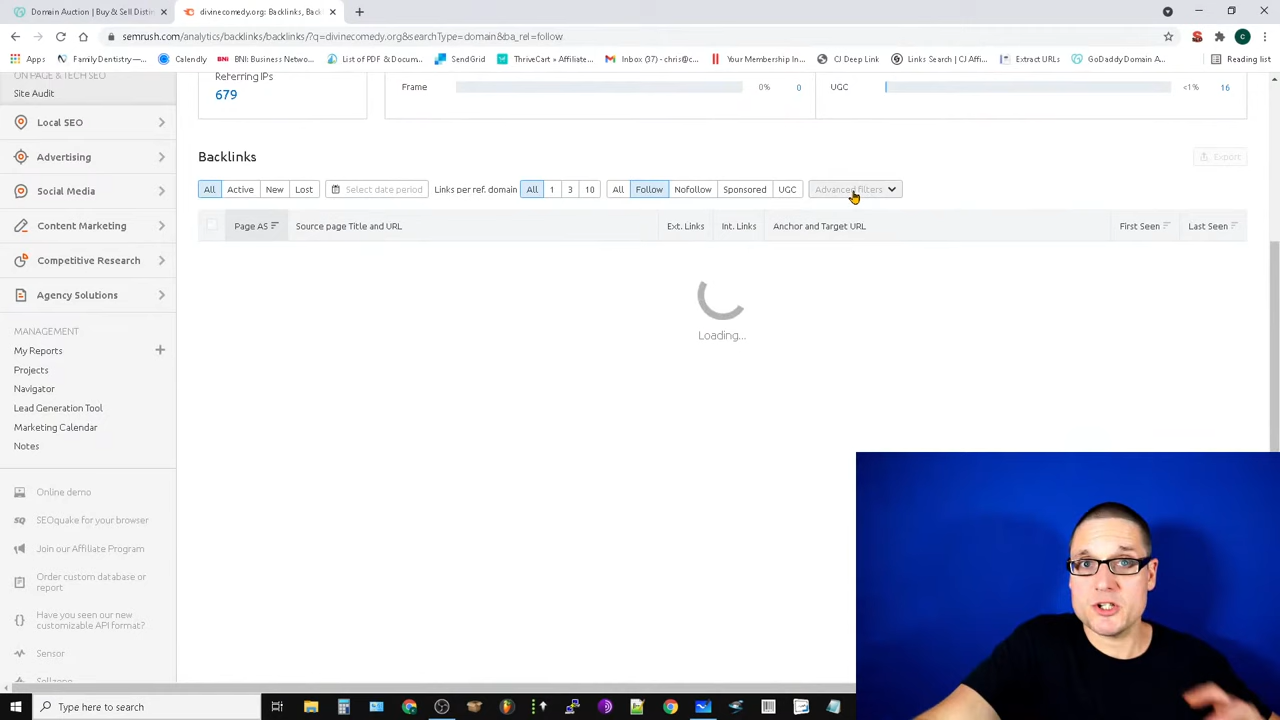 Domain Auction | Buy & Sell Distin
divinecomedy.org: Backlinks, Back
semrush.com/analytics/backlinks/backlinks/?q=divinecomedy.org&searchType=domain&ba_rel=follow
Apps
Family Dentistry —...
Calendly
BNI: Business Netwo...
List of PDF & Docum...
SendGrid
ThriveCart » Affiliate...
Inbox (37) - chris@c...
Your Membership In...
CJ Deep Link
Links Search | CJ Affi...
Extract URLs
GoDaddy Domain A...
Reading list
ON PAGE & TECH SEO
Site Audit
Local SEO
Advertising
Social Media
Content Marketing
Competitive Research
Agency Solutions
MANAGEMENT
My Reports
Projects
Navigator
Lead Generation Tool
Marketing Calendar
Notes
Online demo
SEOquake for your browser
Join our Affiliate Program
Order custom database or
report
Have you seen our new
customizable API format?
Sensor
Referring IPs
679
Frame 0% 0
UGC <1% 16
Backlinks
Export
All Active New Lost Select date period Links per ref. domain All 1 3 10 All Follow Nofollow Sponsored UGC Advanced filters
Page AS Source page Title and URL Ext. Links Int. Links Anchor and Target URL First Seen Last Seen
Loading...
Type here to search